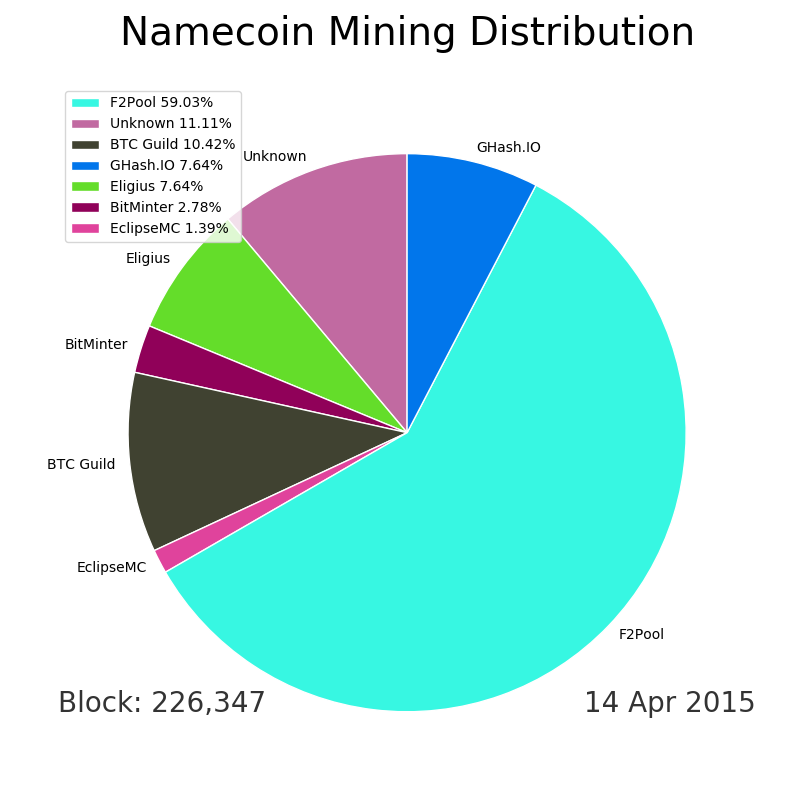 Namecoin Mining Distribution
F2Pool 59.03%
Unknown 11.11%
BTC Guild 10.42%
GHash.IO 7.64%
Eligius 7.64%
BitMinter 2.78%
EclipseMC 1.39%
GHash.IO
Unknown
Eligius
BitMinter
BTC Guild
EclipseMC
F2Pool
Block: 226,347
14 Apr 2015